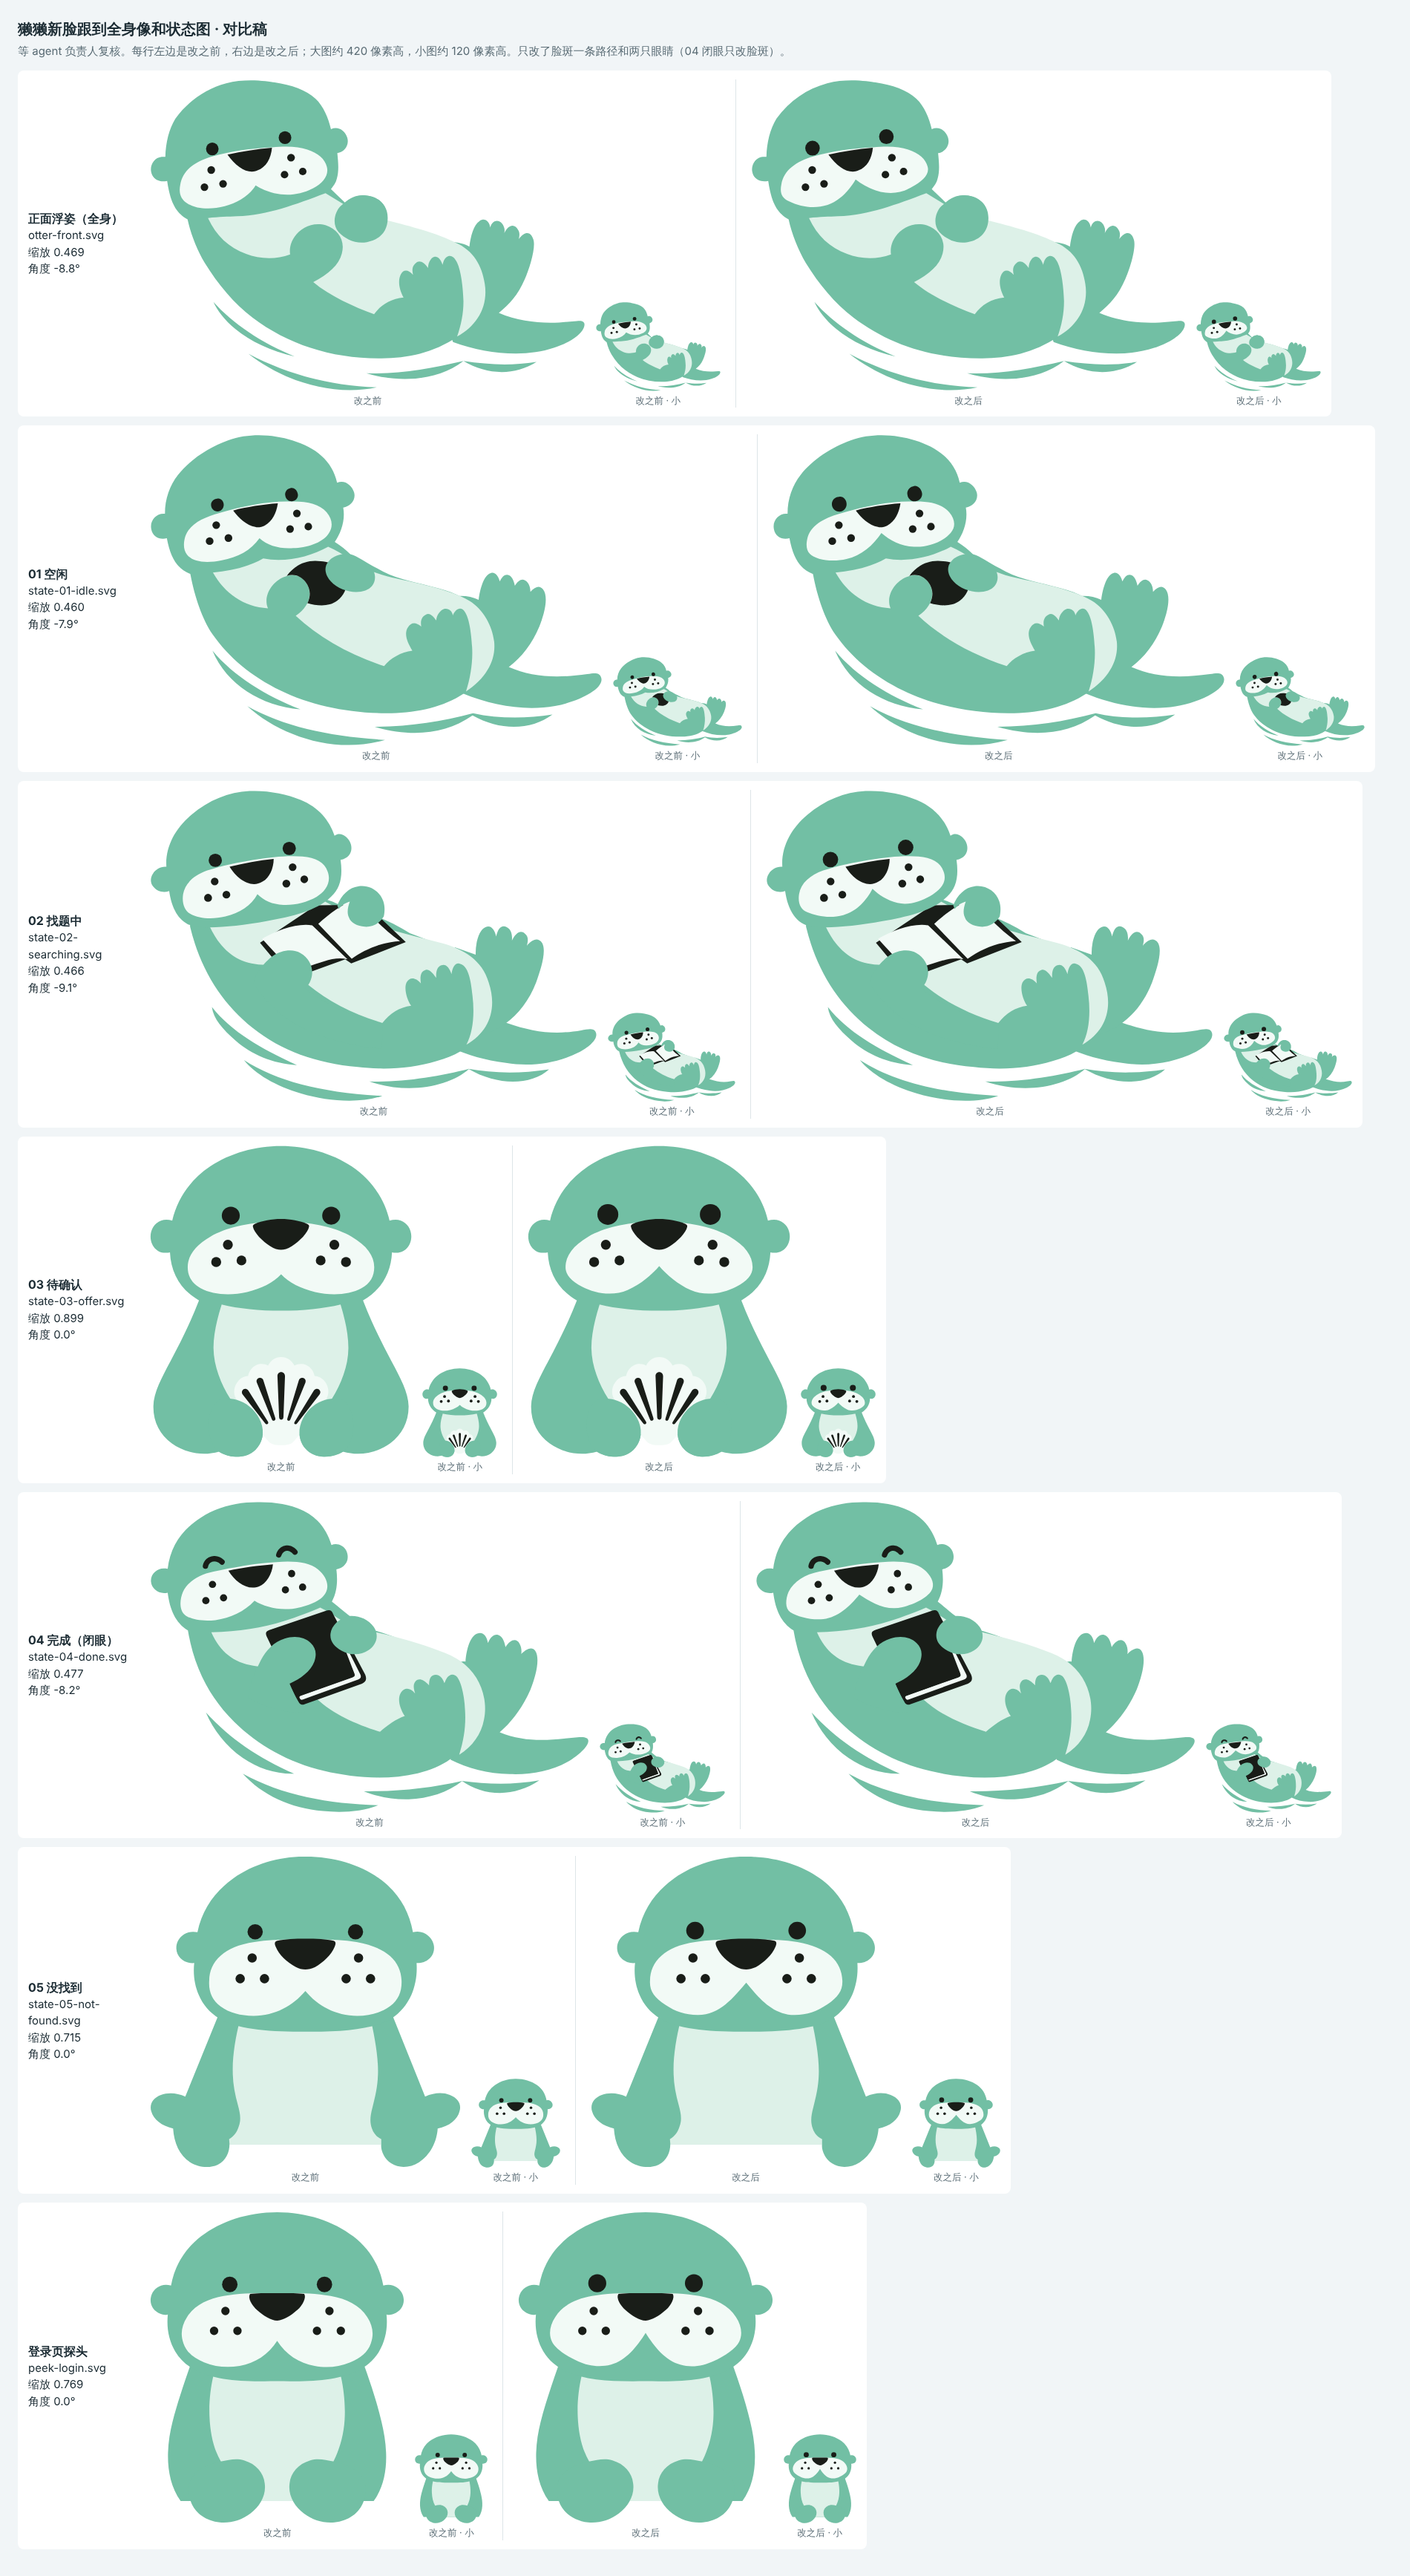 獭獭新脸跟到全身像和状态图 · 对比稿
等 agent 负责人复核。每行左边是改之前，右边是改之后；大图约 420 像素高，小图约 120 像素高。只改了脸斑一条路径和两只眼睛（04 闭眼只改脸斑）。
正面浮姿（全身）
otter-front.svg
缩放 0.469
角度 -8.8°
改之前
改之前 · 小
改之后
改之后 · 小
01 空闲
state-01-idle.svg
缩放 0.460
角度 -7.9°
改之前
改之前 · 小
改之后
改之后 · 小
02 找题中
state-02-
searching.svg
缩放 0.466
角度 -9.1°
改之前
改之前 · 小
改之后
改之后 · 小
03 待确认
state-03-offer.svg
缩放 0.899
角度 0.0°
改之前
改之前 · 小
改之后
改之后 · 小
04 完成（闭眼）
state-04-done.svg
缩放 0.477
角度 -8.2°
改之前
改之前 · 小
改之后
改之后 · 小
05 没找到
state-05-not-
found.svg
缩放 0.715
角度 0.0°
改之前
改之前 · 小
改之后
改之后 · 小
登录页探头
peek-login.svg
缩放 0.769
角度 0.0°
改之前
改之前 · 小
改之后
改之后 · 小